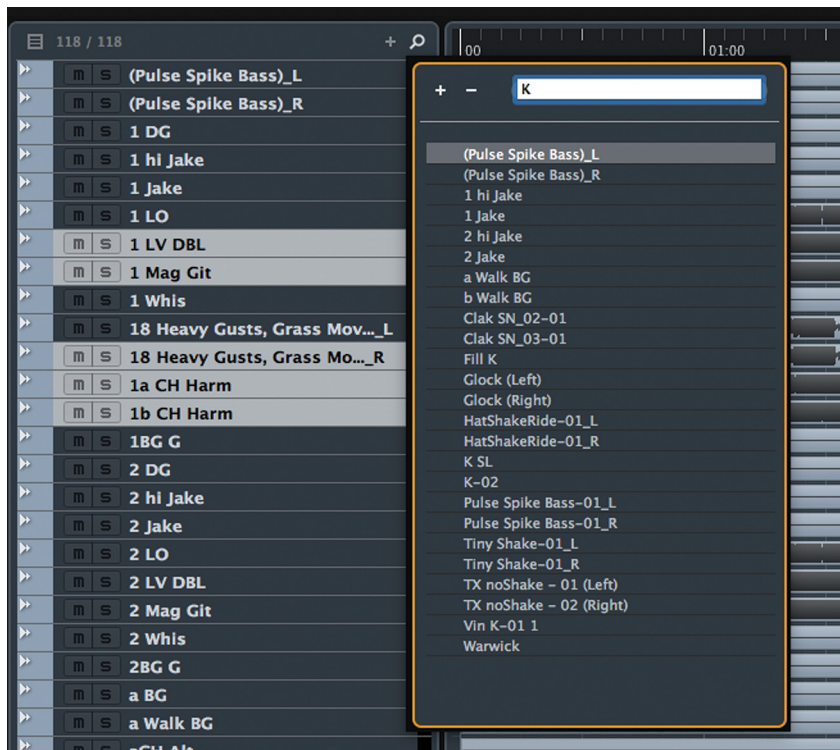 118 / 118
00
01:00
m S (Pulse Spike Bass)_L
m S (Pulse Spike Bass)_R
m S 1 DG
m S 1 hi Jake
m S 1 Jake
m S 1 LO
m S 1 LV DBL
m S 1 Mag Git
m S 1 Whis
m S 18 Heavy Gusts, Grass Mov..._L
m S 18 Heavy Gusts, Grass Mo..._R
m S 1a CH Harm
m S 1b CH Harm
m S 1BG G
m S 2 DG
m S 2 hi Jake
m S 2 Jake
m S 2 LO
m S 2 LV DBL
m S 2 Mag Git
m S 2 Whis
m S 2BG G
m S a BG
m S a Walk BG
K
(Pulse Spike Bass)_L
(Pulse Spike Bass)_R
1 hi Jake
1 Jake
2 hi Jake
2 Jake
a Walk BG
b Walk BG
Clak SN_02-01
Clak SN_03-01
Fill K
Glock (Left)
Glock (Right)
HatShakeRide-01_L
HatShakeRide-01_R
K SL
K-02
Pulse Spike Bass-01_L
Pulse Spike Bass-01_R
Tiny Shake-01_L
Tiny Shake-01_R
TX noShake - 01 (Left)
TX noShake - 02 (Right)
Vin K-01 1
Warwick